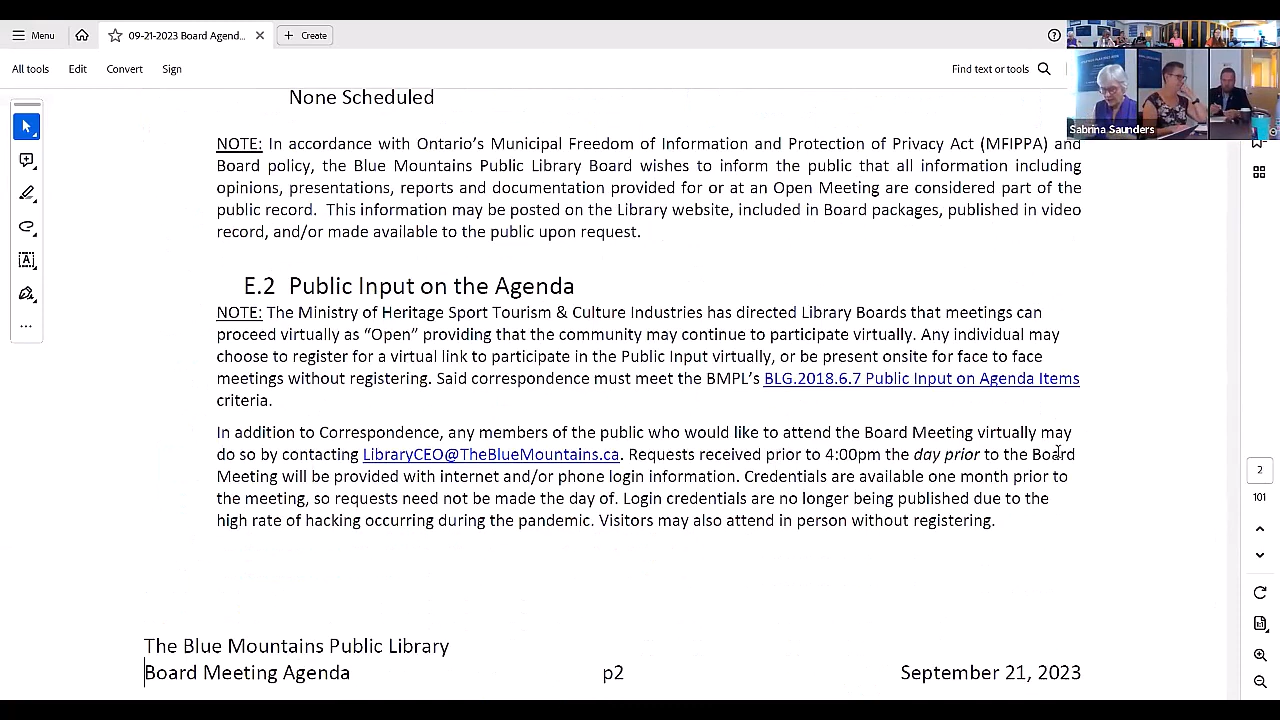 Menu
09-21-2023 Board Agend...
Create
All tools
Edit
Convert
Sign
Find text or tools
Sabrina Saunders
None Scheduled
NOTE: In accordance with Ontario’s Municipal Freedom of Information and Protection of Privacy Act (MFIPPA) and
Board policy, the Blue Mountains Public Library Board wishes to inform the public that all information including
opinions, presentations, reports and documentation provided for or at an Open Meeting are considered part of the
public record. This information may be posted on the Library website, included in Board packages, published in video
record, and/or made available to the public upon request.
E.2 Public Input on the Agenda
NOTE: The Ministry of Heritage Sport Tourism & Culture Industries has directed Library Boards that meetings can
proceed virtually as “Open” providing that the community may continue to participate virtually. Any individual may
choose to register for a virtual link to participate in the Public Input virtually, or be present onsite for face to face
meetings without registering. Said correspondence must meet the BMPL’s BLG.2018.6.7 Public Input on Agenda Items
criteria.
In addition to Correspondence, any members of the public who would like to attend the Board Meeting virtually may
do so by contacting LibraryCEO@TheBlueMountains.ca. Requests received prior to 4:00pm the day prior to the Board
Meeting will be provided with internet and/or phone login information. Credentials are available one month prior to
the meeting, so requests need not be made the day of. Login credentials are no longer being published due to the
high rate of hacking occurring during the pandemic. Visitors may also attend in person without registering.
2
101
The Blue Mountains Public Library
Board Meeting Agenda p2 September 21, 2023